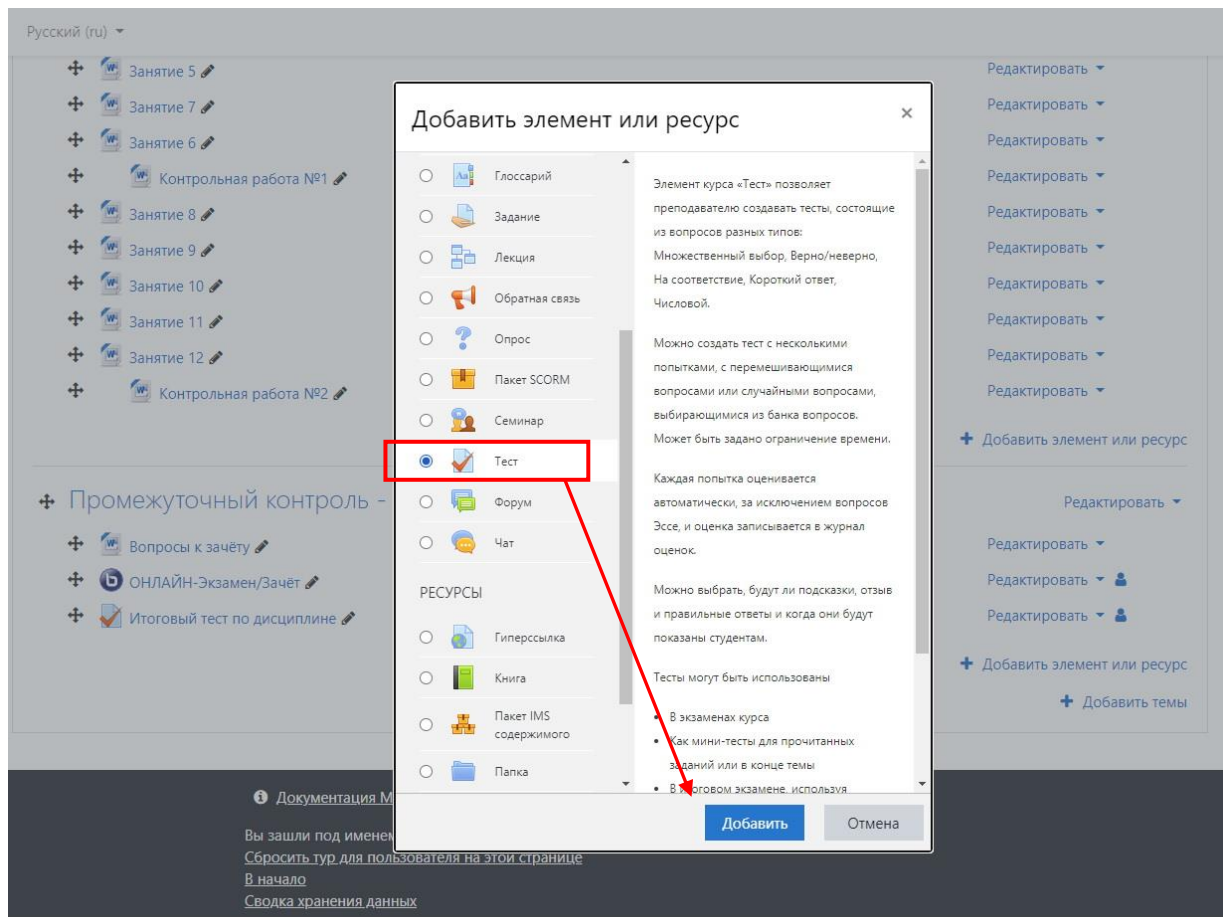 Русский (ru)
Занятие 5
Редактировать
Занятие 7
Редактировать
Занятие 6
Редактировать
Контрольная работа №1
Редактировать
Занятие 8
Редактировать
Занятие 9
Редактировать
Занятие 10
Редактировать
Занятие 11
Редактировать
Занятие 12
Редактировать
Контрольная работа №2
Редактировать
Добавить элемент или ресурс
Промежуточный контроль -
Редактировать
Вопросы к зачёту
Редактировать
ОНЛАЙН-Экзамен/Зачёт
Редактировать
Итоговый тест по дисциплине
Редактировать
Добавить элемент или ресурс
Добавить темы
Добавить элемент или ресурс
×
Глоссарий
Задание
Лекция
Обратная связь
Опрос
Пакет SCORM
Семинар
Тест
Форум
Чат
РЕСУРСЫ
Гиперссылка
Книга
Пакет IMS
содержимого
Папка
Элемент курса «Тест» позволяет
преподавателю создавать тесты, состоящие
из вопросов разных типов:
Множественный выбор, Верно/неверно,
На соответствие, Короткий ответ,
Числовой.
Можно создать тест с несколькими
попытками, с перемешивающимися
вопросами или случайными вопросами,
выбирающимися из банка вопросов.
Может быть задано ограничение времени.
Каждая попытка оценивается
автоматически, за исключением вопросов
Эссе, и оценка записывается в журнал
оценок.
Можно выбрать, будут ли подсказки, отзыв
и правильные ответы и когда они будут
показаны студентам.
Тесты могут быть использованы
В экзаменах курса
Как мини-тесты для прочитанных
заданий или в конце темы
В итоговом экзамене, используя
Добавить
Отмена
Документация М
Вы зашли под именем
Сбросить тур для пользователя на этой странице
В начало
Сводка хранения данных